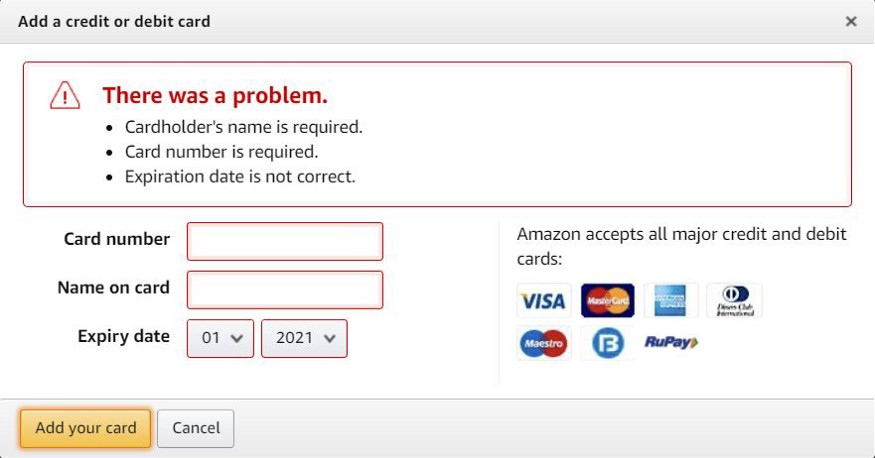 Add a credit or debit card
There was a problem.
Cardholder's name is required.
Card number is required.
Expiration date is not correct.
Card number
Name on card
Expiry date
01
2021
Amazon accepts all major credit and debit
cards:
VISA MasterCard Diners Club International
Maestro RuPay
Add your card
Cancel